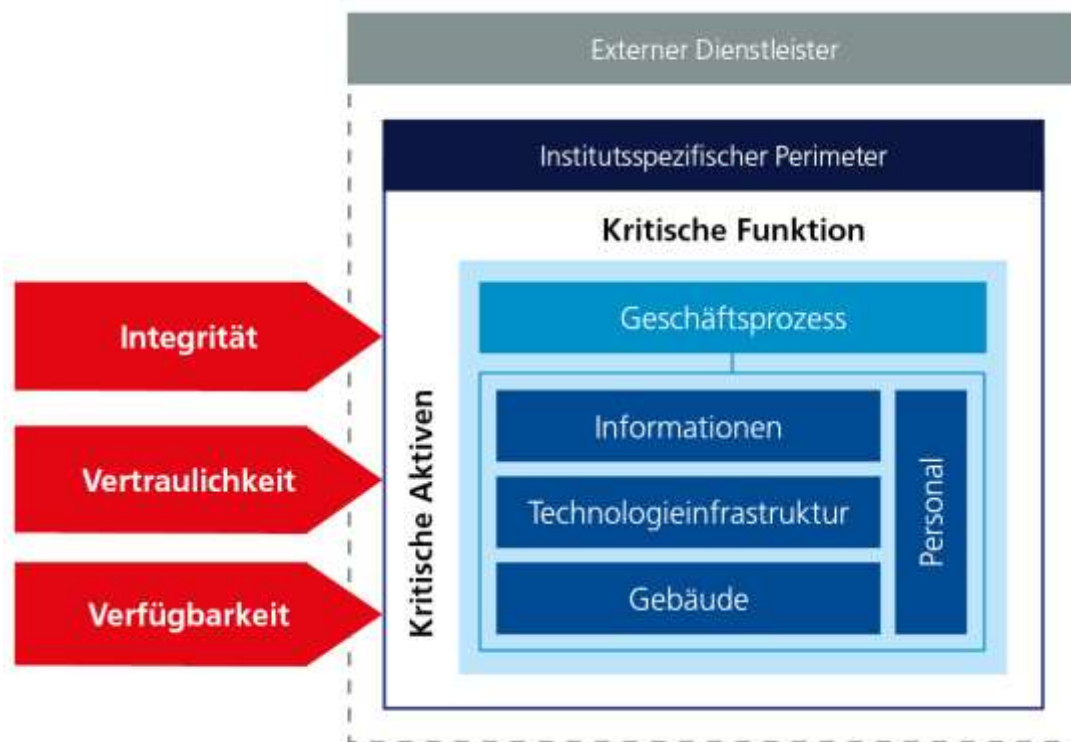 Externer Dienstleister
Institutsspezifischer Perimeter
Kritische Funktion
Geschäftsprozess
Integrität
Vertraulichkeit
Verfügbarkeit
Kritische Aktiven
Informationen
Technologieinfrastruktur
Gebäude
Personal